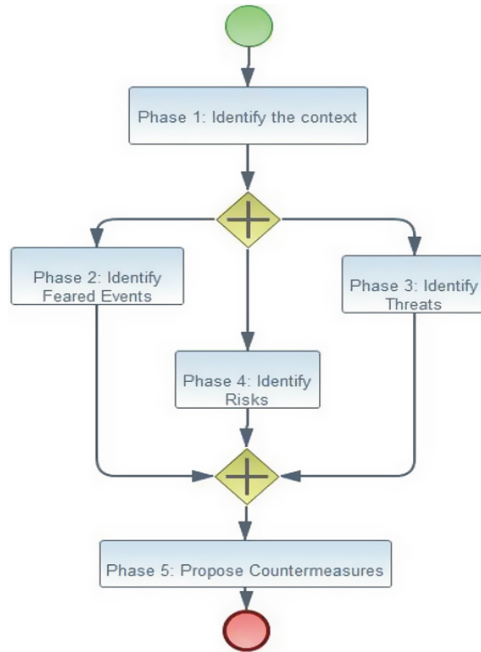 Phase 1: Identify the context
Phase 2: Identify
Feared Events
Phase 3: Identify
Threats
Phase 4: Identify
Risks
Phase 5: Propose Countermeasures